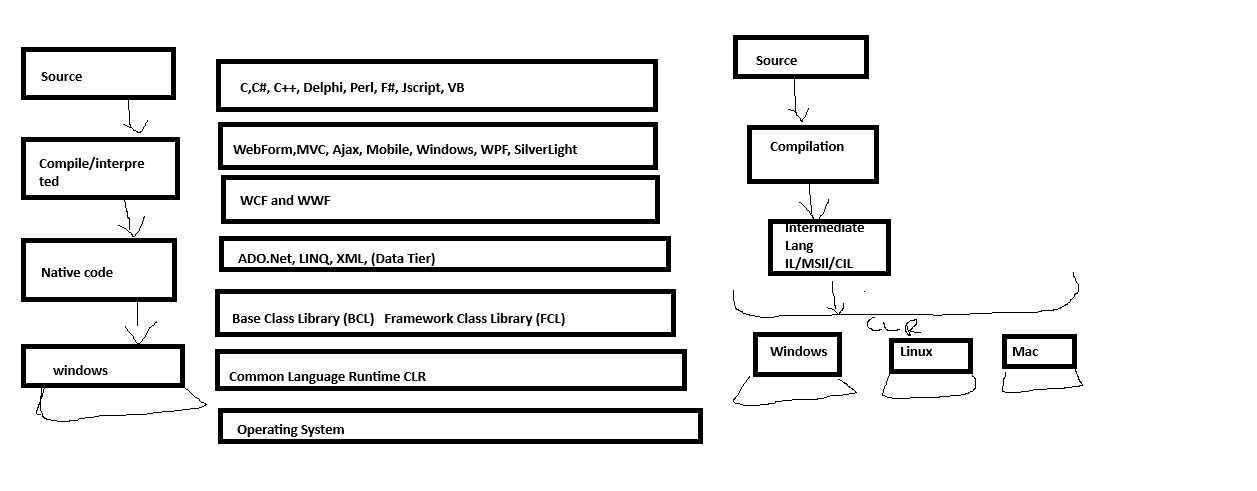 Source
Compile/interpre
ted
Native code
windows
C,C#, C++, Delphi, Perl, F#, Jscript, VB
WebForm,MVC, Ajax, Mobile, Windows, WPF, SilverLight
WCF and WWF
ADO.Net, LINQ, XML, (Data Tier)
Base Class Library (BCL)   Framework Class Library (FCL)
Common Language Runtime CLR
Operating System
Source
Compilation
Intermediate
Lang
IL/MSIl/CIL
CLR
Windows
Linux
Mac